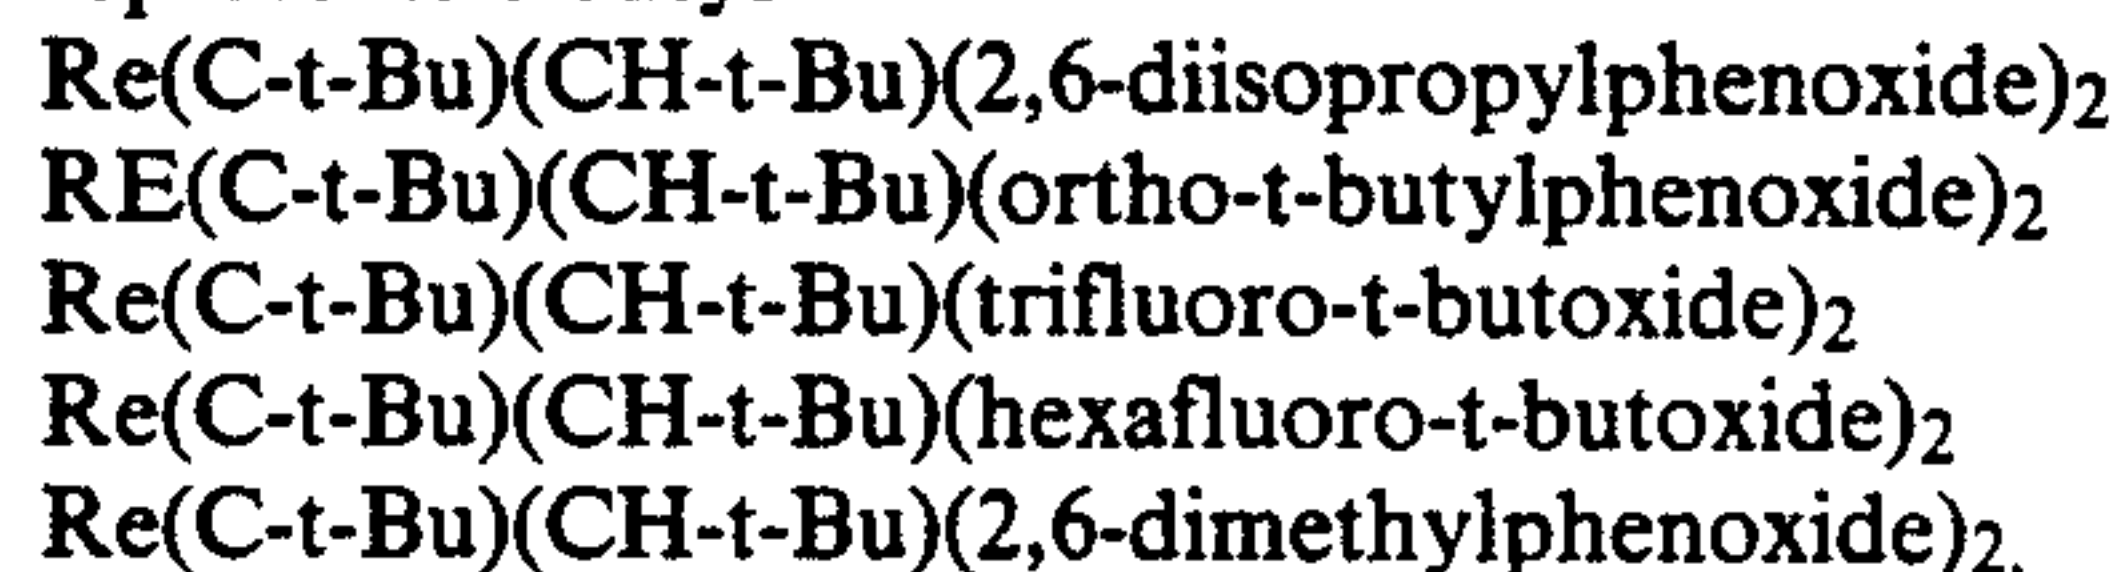 Re(C-t-Bu)(CH-t-Bu)(2,6-diisopropylphenoxide)2
RE(C-t-Bu)(CH-t-Bu)(ortho-t-butylphenoxide)2
Re(C-t-Bu)(CH-t-Bu)(trifluoro-t-butoxide)2
Re(C-t-Bu)(CH-t-Bu)(hexafluoro-t-butoxide)2
Re(C-t-Bu)(CH-t-Bu)(2,6-dimethylphenoxide)2.